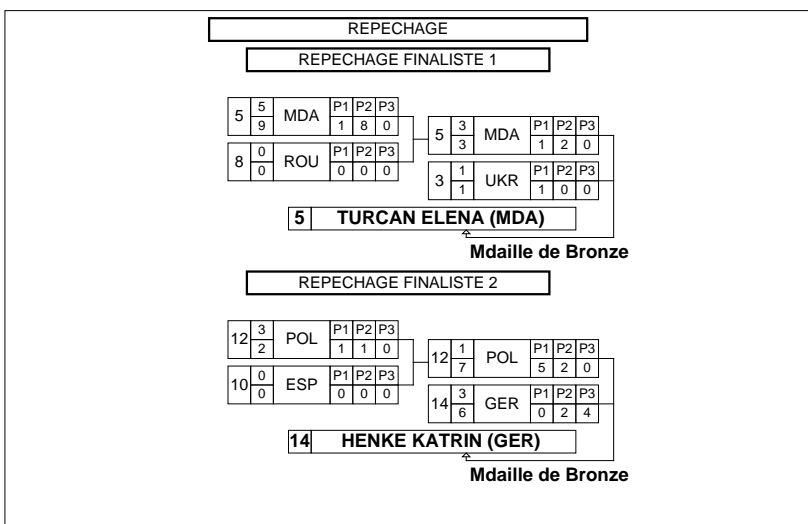 REPECHAGE
REPECHAGE FINALISTE 1
5 5 MDA P1 P2 P3
9 1 8 0
8 0 ROU P1 P2 P3
0 0 0 0
5 3 MDA P1 P2 P3
3 1 2 0
3 1 UKR P1 P2 P3
1 1 0 0
5 TURCAN ELENA (MDA)
Mdaille de Bronze
REPECHAGE FINALISTE 2
12 3 POL P1 P2 P3
2 1 1 0
10 0 ESP P1 P2 P3
0 0 0 0
12 1 POL P1 P2 P3
7 5 2 0
14 3 GER P1 P2 P3
6 0 2 4
14 HENKE KATRIN (GER)
Mdaille de Bronze